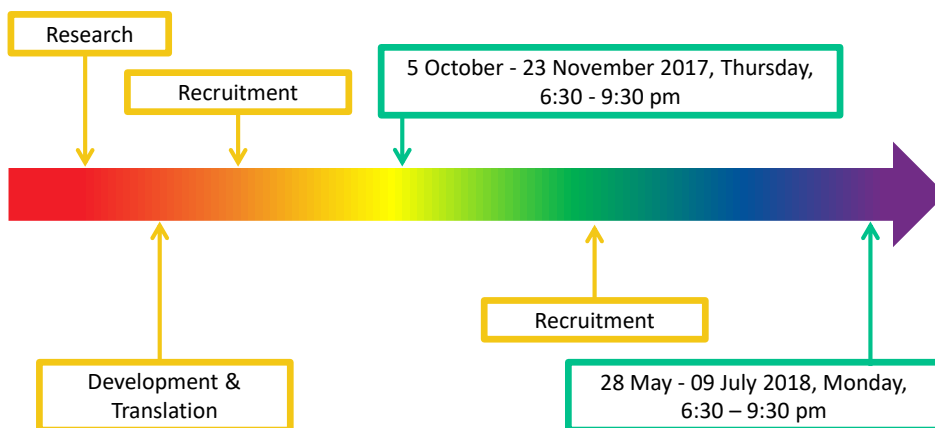 Research
Recruitment
5 October - 23 November 2017, Thursday,
6:30 - 9:30 pm
Development &
Translation
Recruitment
28 May - 09 July 2018, Monday,
6:30 – 9:30 pm